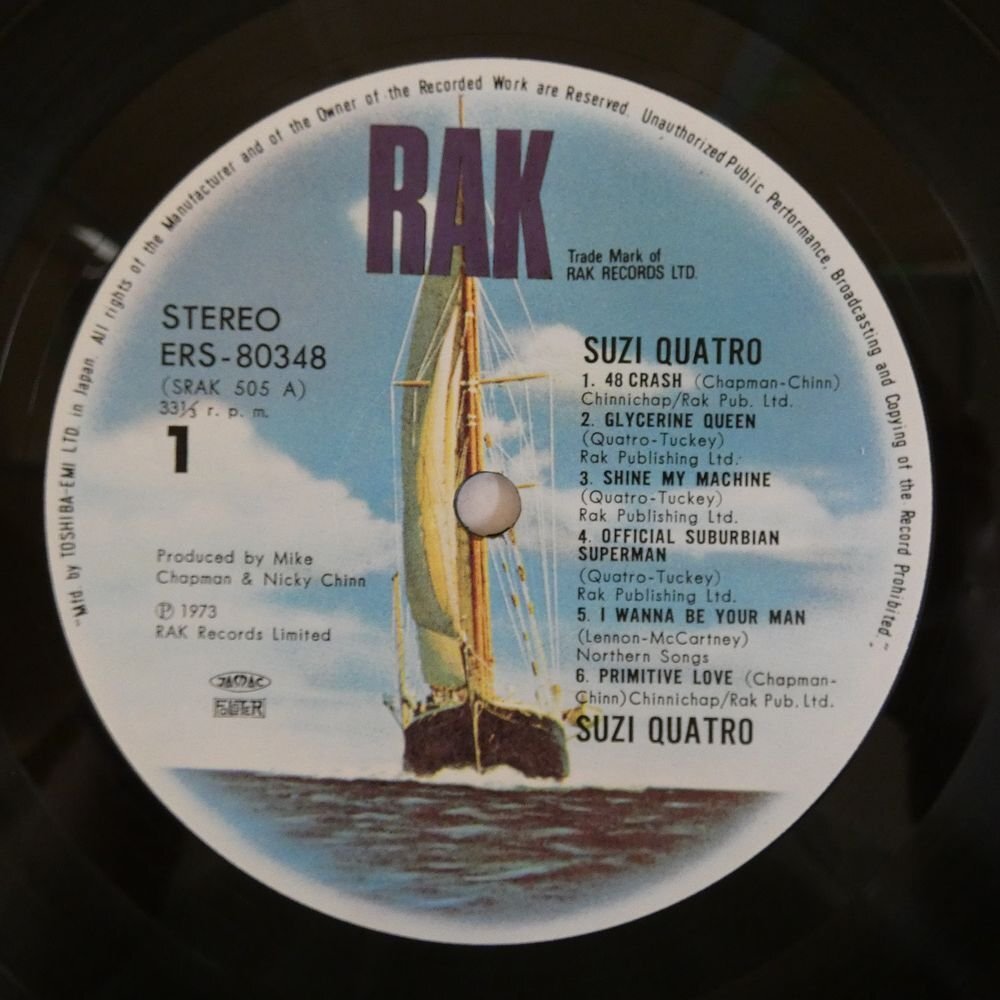 "Mfd. by TOSHIBA-EMI LTD. in Japan. All rights of the Manufacturer and of the Owner of the Recorded Work are Reserved. Unauthorized Public Performance, Broadcasting and Copying of the Record Prohibited."
RAK
Trade Mark of
RAK RECORDS LTD.
STEREO
ERS-80348
(SRAK 505 A)
33⅓ r. p. m.
1
Produced by Mike
Chapman & Nicky Chinn
℗ 1973
RAK Records Limited
JASRAC
SUZI QUATRO
1. 48 CRASH (Chapman-Chinn)
Chinnichap/Rak Pub. Ltd.
2. GLYCERINE QUEEN
(Quatro-Tuckey)
Rak Publishing Ltd.
3. SHINE MY MACHINE
(Quatro-Tuckey)
Rak Publishing Ltd.
4. OFFICIAL SUBURBIAN
SUPERMAN
(Quatro-Tuckey)
Rak Publishing Ltd.
5. I WANNA BE YOUR MAN
(Lennon-McCartney)
Northern Songs
6. PRIMITIVE LOVE (Chapman-
Chinn)Chinnichap/Rak Pub. Ltd.
SUZI QUATRO